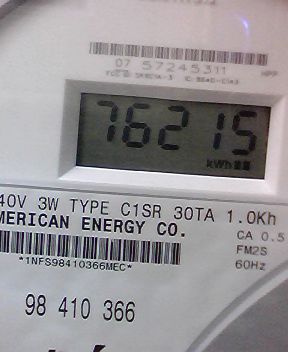 07 57245311
76215
kWh
40V 3W TYPE C1SR 30TA 1.0Kh
MERICAN ENERGY CO.
CA 0.5
FM2S
60Hz
*1NFS98410366MEC*
98 410 366